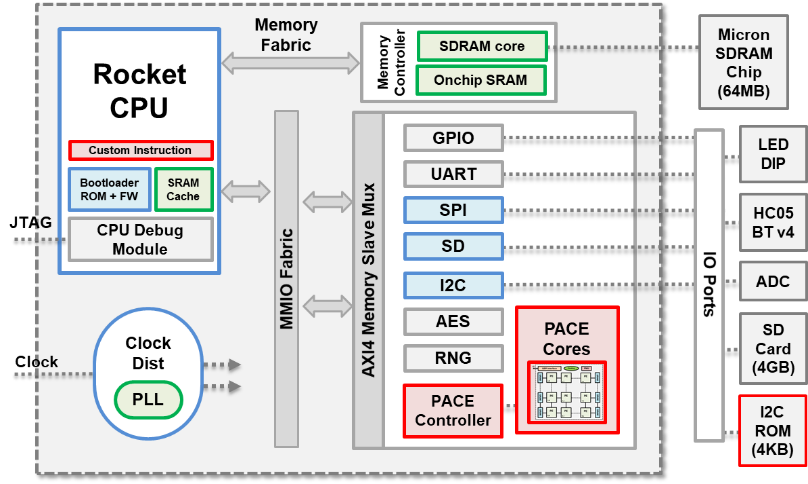 Rocket
CPU
Custom Instruction
Bootloader
ROM + FW
SRAM
Cache
CPU Debug
Module
JTAG
Clock
Clock
Dist
PLL
Memory
Fabric
MMIO Fabric
Memory
Controller
SDRAM core
Onchip SRAM
AXI4 Memory Slave Mux
GPIO
UART
SPI
SD
I2C
AES
RNG
PACE
Controller
PACE
Cores
IO Ports
Micron
SDRAM
Chip
(64MB)
LED
DIP
HC05
BT v4
ADC
SD
Card
(4GB)
I2C
ROM
(4KB)